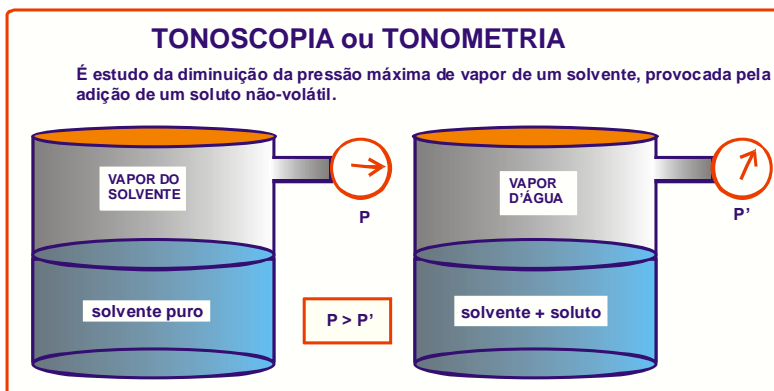 TONOSCOPIA ou TONOMETRIA
É estudo da diminuição da pressão máxima de vapor de um solvente, provocada pela
adição de um soluto não-volátil.
VAPOR DO
SOLVENTE
P
VAPOR
D'ÁGUA
P'
solvente puro
P > P'
solvente + soluto